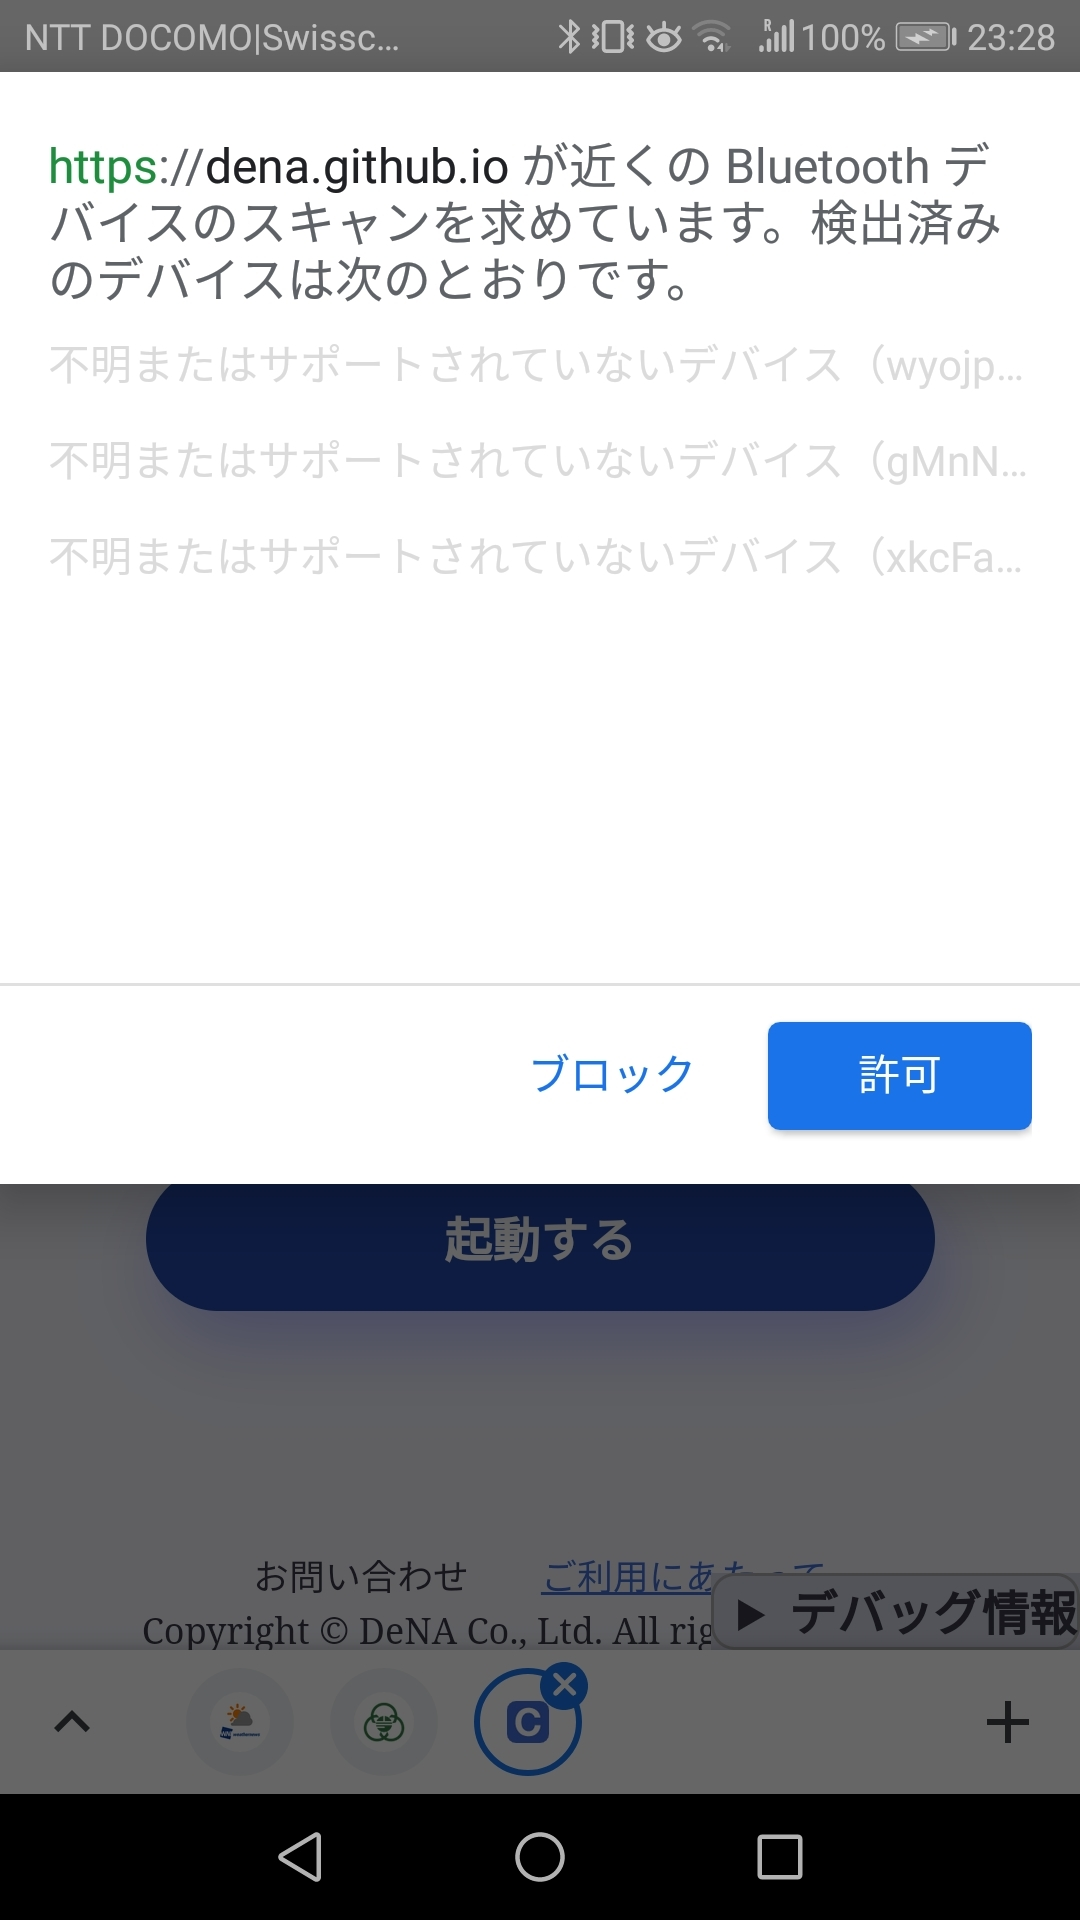 NTT DOCOMO|Swissc... 100% 23:28
https://dena.github.io が近くの Bluetooth デ
バイスのスキャンを求めています。検出済み
のデバイスは次のとおりです。
不明またはサポートされていないデバイス（wyojp...
不明またはサポートされていないデバイス（gMnN...
不明またはサポートされていないデバイス（xkcFa...
ブロック 許可
起動する
お問い合わせ ご利用にあたって
▶ デバッグ情報
Copyright © DeNA Co., Ltd. All rig
C